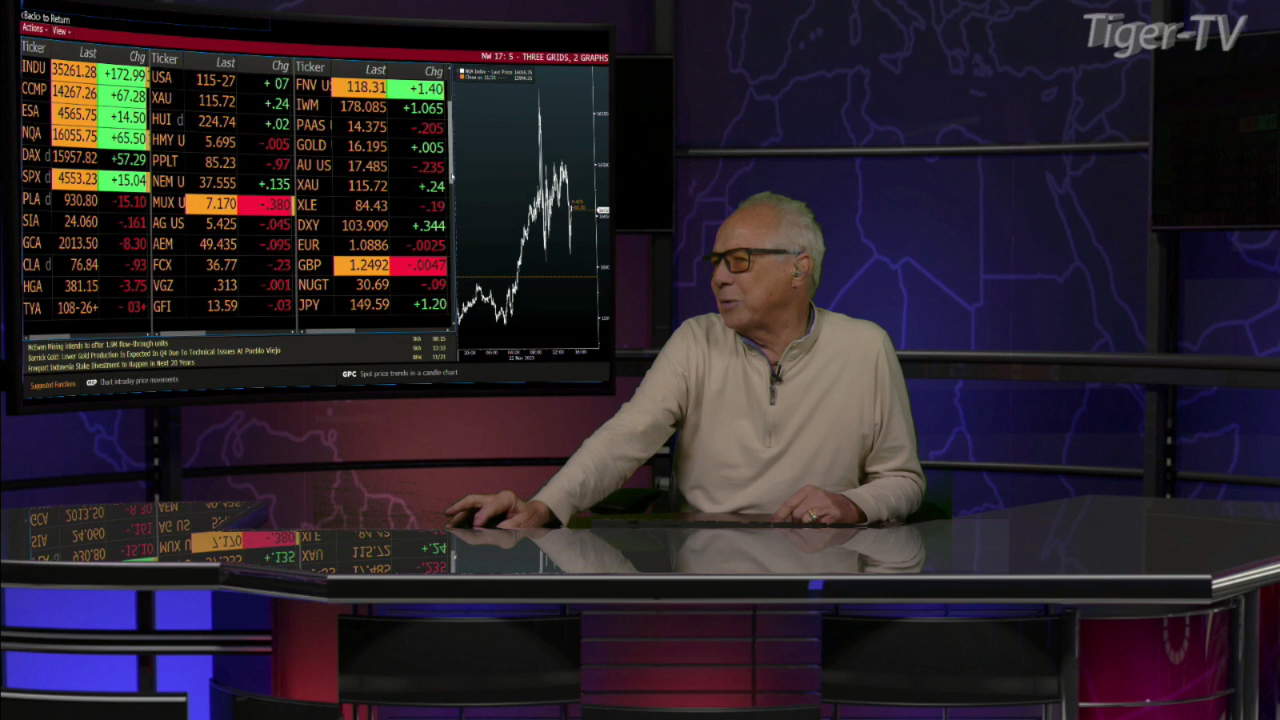 Tiger-TV
<Back> to Return
Actions • View •
NW 17: 5 - THREE GRIDS, 2 GRAPHS
Ticker Last Chg Ticker Last Chg Ticker Last Chg
INDU 35261.28 +172.99 USA 115-27 + 07 FNV U 118.31 +1.40
CCMP 14267.26 +67.28 XAU 115.72 +.24 IWM 178.085 +1.065
ESA 4565.75 +14.50 HUI d 224.74 +.02 PAAS 14.375 -.205
NQA 16055.75 +65.50 HMY U 5.695 -.005 GOLD 16.195 +.005
DAX d 15957.82 +57.29 PPLT 85.23 -.97 AU US 17.485 -.235
SPX d 4553.23 +15.04 NEM U 37.555 +.135 XAU 115.72 +.24
PLA d 930.80 -15.10 MUX U 7.170 -.380 XLE 84.43 -.19
SIA 24.060 -.161 AG US 5.425 -.045 DXY 103.909 +.344
GCA 2013.50 -8.30 AEM 49.435 -.095 EUR 1.0886 -.0025
CLA d 76.84 -.93 FCX 36.77 -.23 GBP 1.2492 -.0047
HGA 381.15 -3.75 VGZ .313 -.001 NUGT 30.69 -.09
TYA 108-26+ - 03+ GFI 13.59 -.03 JPY 149.59 +1.20
McEwen Mining intends to offer 1.9M flow-through units
Barrick Gold: Lower Gold Production Is Expected In Q4 Due To Technical Issues At Pueblo Viejo
Freeport Indonesia Stake Divestment to Happen in Next 20 Years
Suggested Functions GIP Chart intraday price movements GPC Spot price trends in a candle chart